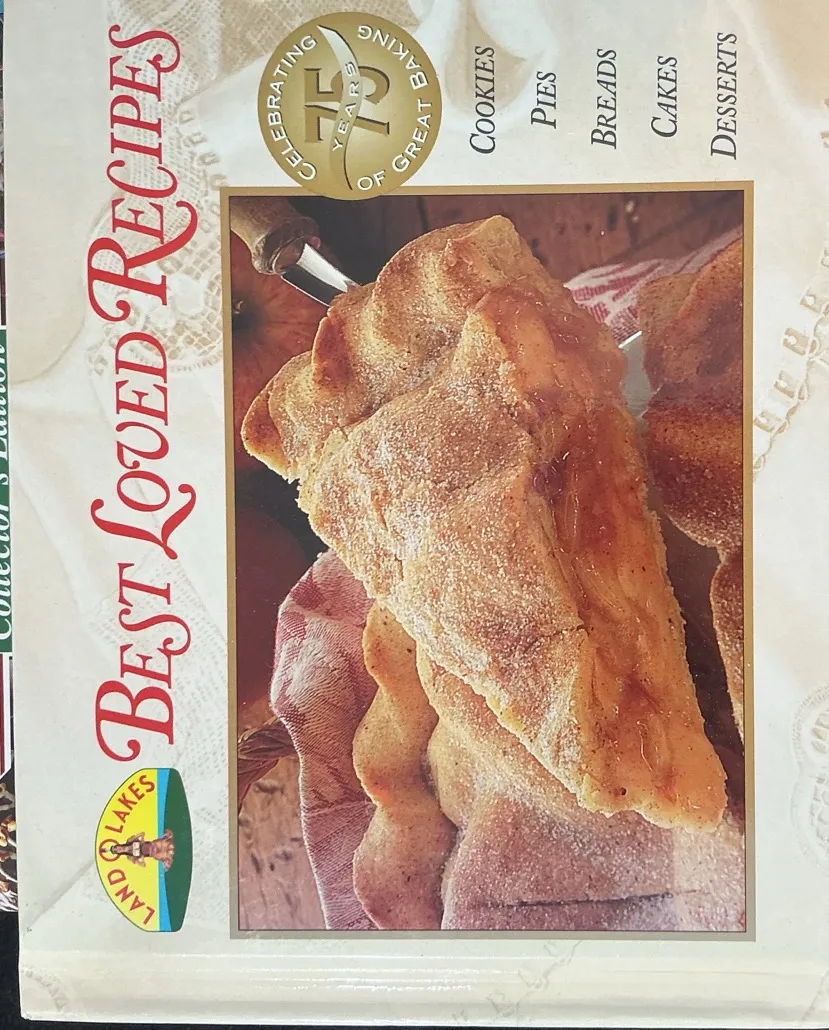 LAND O LAKES
BEST LOVED RECIPES
CELEBRATING
75
YEARS
OF GREAT BAKING
COOKIES
PIES
BREADS
CAKES
DESSERTS
Collector's Edition